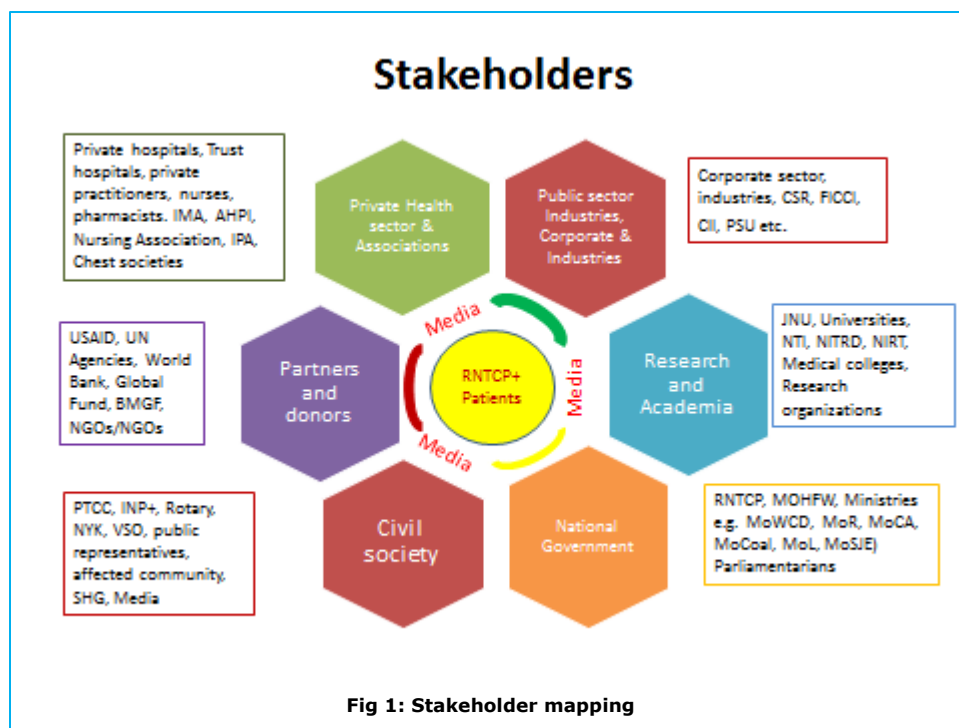 Stakeholders
Private hospitals, Trust
hospitals, private
practitioners, nurses,
pharmacists. IMA, AHPI,
Nursing Association, IPA,
Chest societies
Private Health
sector &
Associations
Public sector
Industries,
Corporate &
Industries
Corporate sector,
industries, CSR, FICCI,
CII, PSU etc.
USAID, UN
Agencies, World
Bank, Global
Fund, BMGF,
NGOs/NGOs
Partners
and
donors
Media
RNTCP+
Patients
Media
Media
Research
and
Academia
JNU, Universities,
NTI, NITRD, NIRT,
Medical colleges,
Research
organizations
PTCC, INP+, Rotary,
NYK, VSO, public
representatives,
affected community,
SHG, Media
Civil
society
National
Government
RNTCP, MOHFW, Ministries
e.g. MoWCD, MoR, MoCA,
MoCoal, MoL, MoSJE)
Parliamentarians
Fig 1: Stakeholder mapping